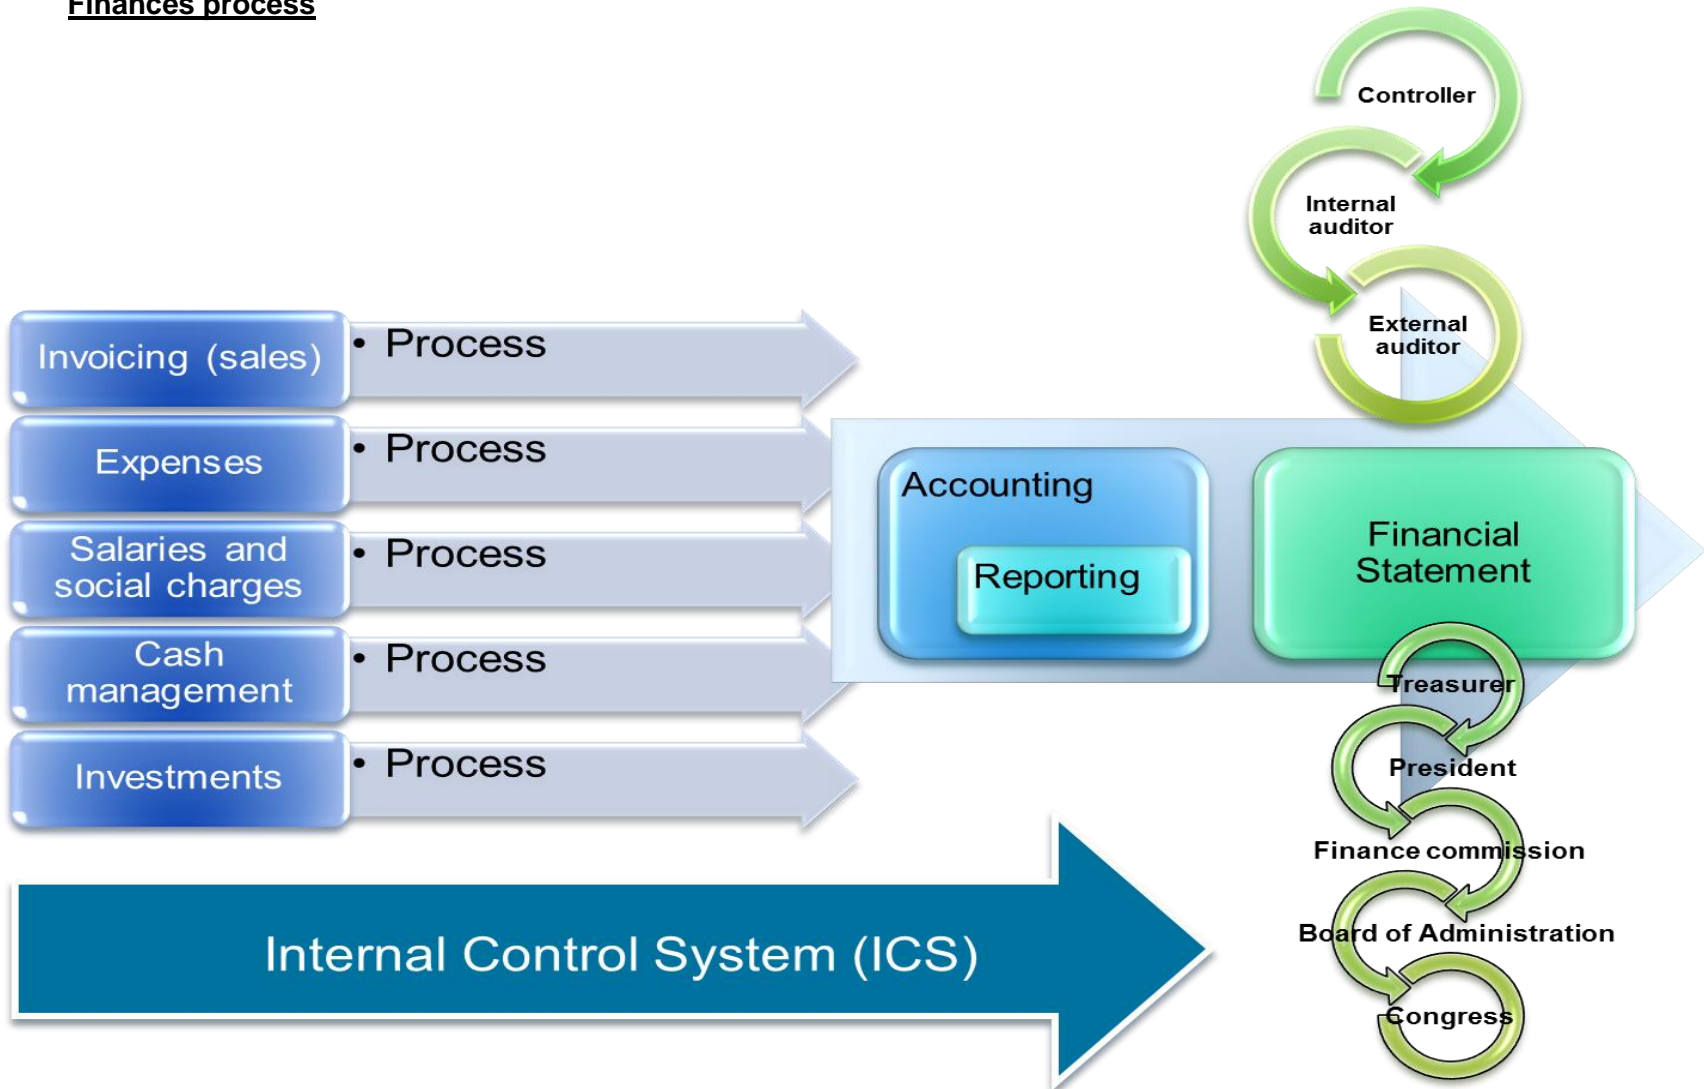 Finances process
Controller
Internal
auditor
External
auditor
Invoicing (sales)
• Process
Expenses
• Process
Salaries and
social charges
• Process
Cash
management
• Process
Investments
• Process
Accounting
Reporting
Financial
Statement
Treasurer
President
Finance commission
Board of Administration
Congress
Internal Control System (ICS)